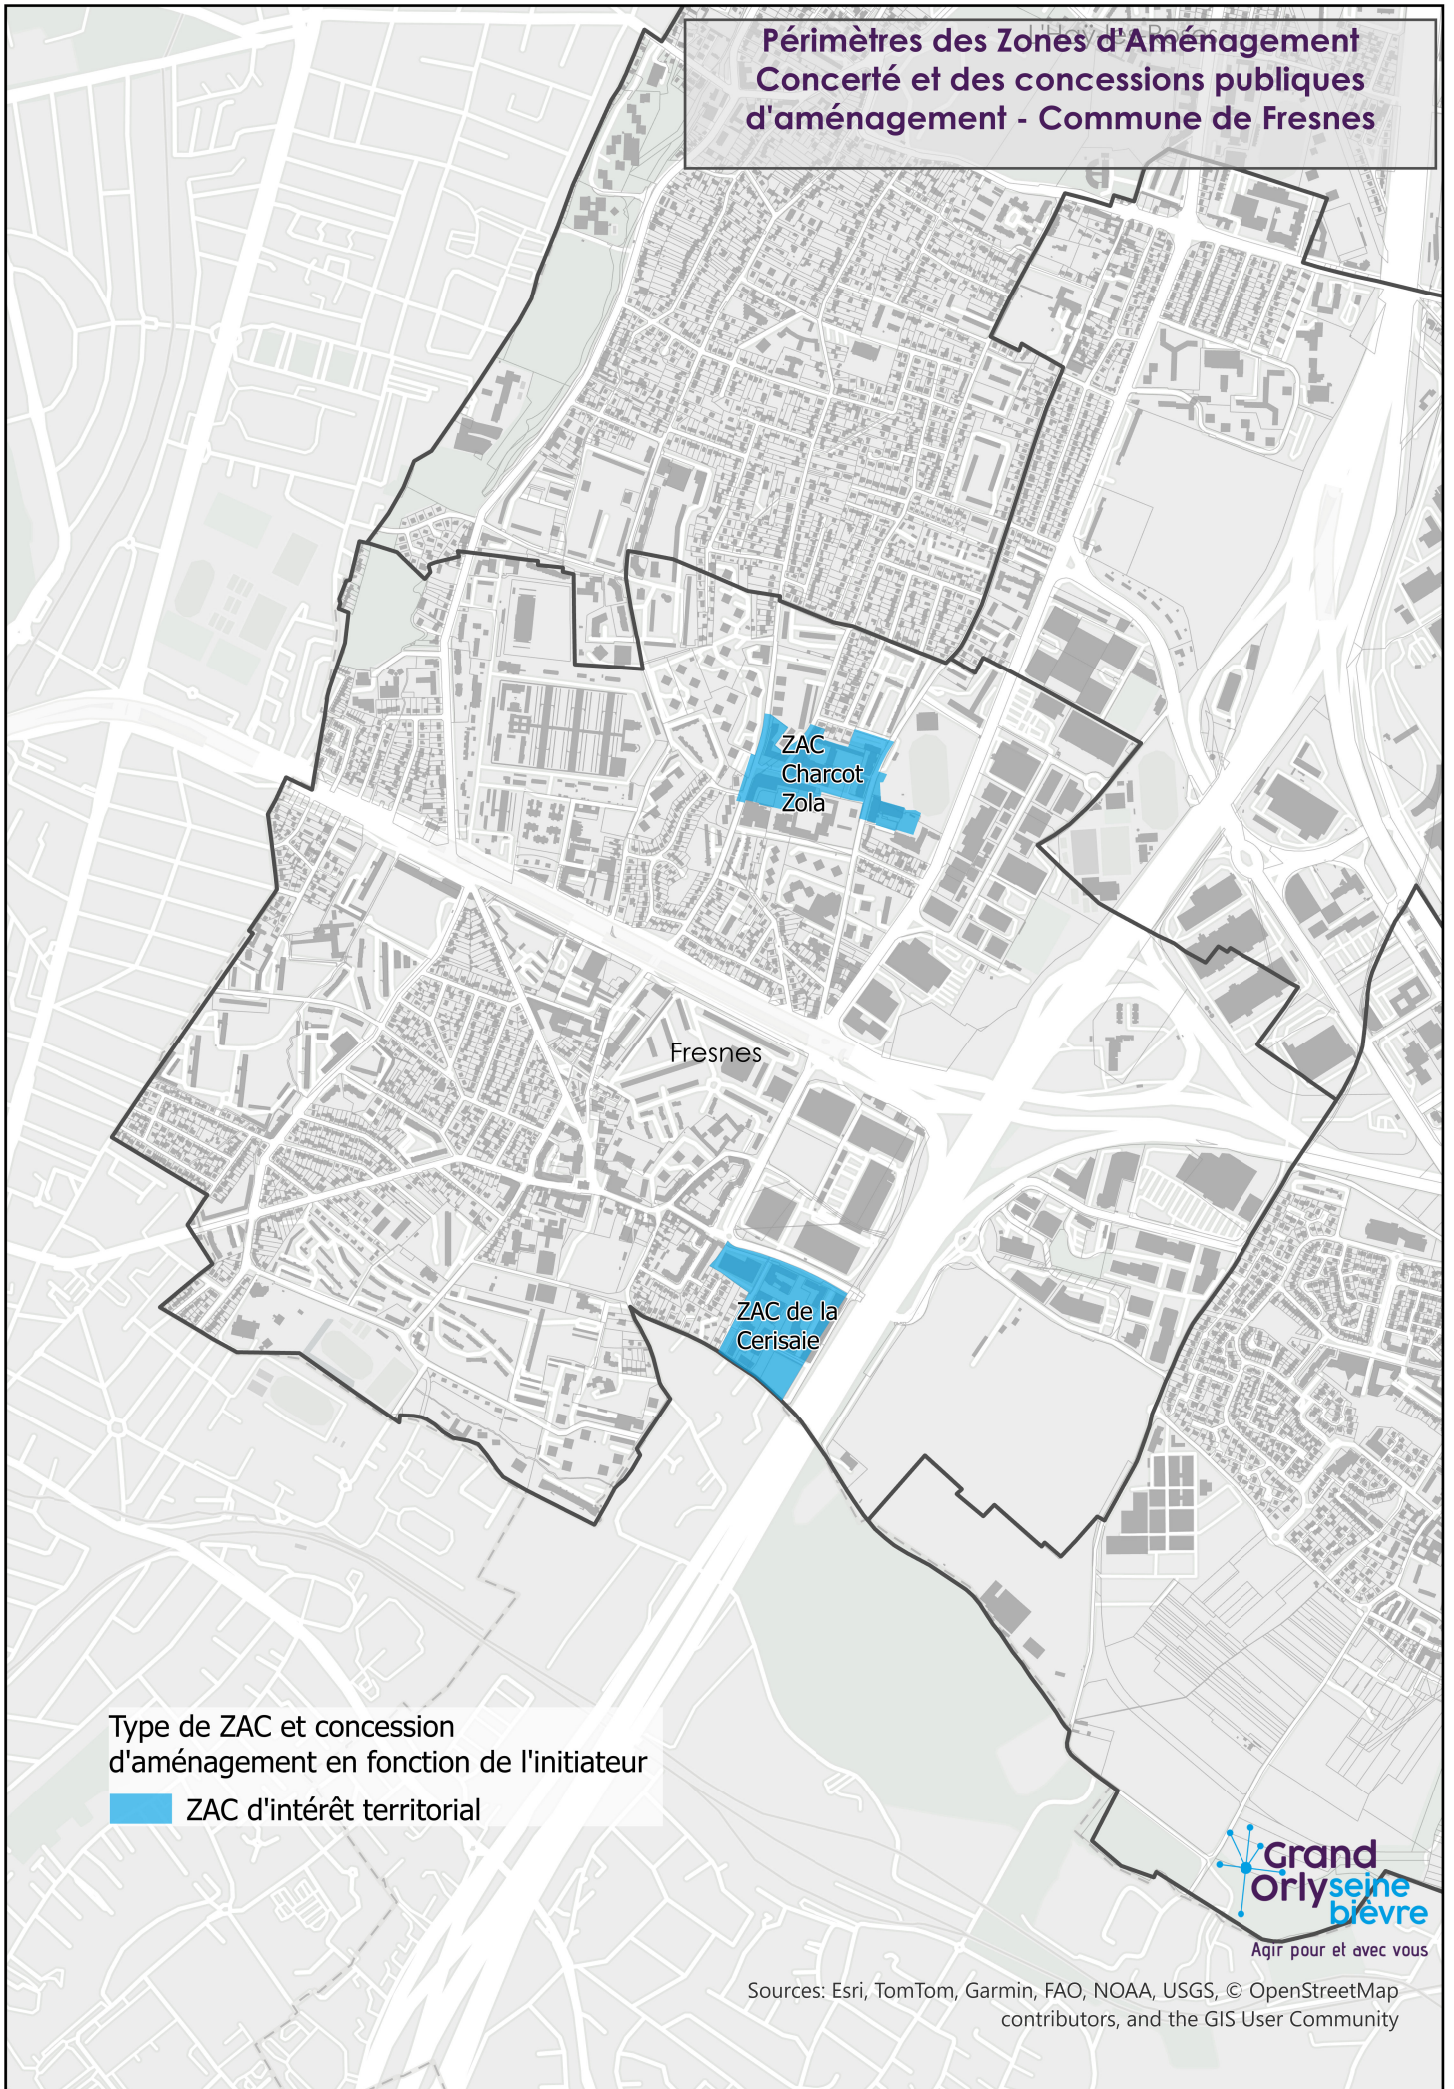 L'Haÿ-les-Roses
Périmètres des Zones d'Aménagement
Concerté et des concessions publiques
d'aménagement - Commune de Fresnes
ZAC
Charcot
Zola
Fresnes
ZAC de la
Cerisaie
Type de ZAC et concession
d'aménagement en fonction de l'initiateur
ZAC d'intérêt territorial
Grand
Orly seine
bièvre
Agir pour et avec vous
Sources: Esri, TomTom, Garmin, FAO, NOAA, USGS, © OpenStreetMap
contributors, and the GIS User Community